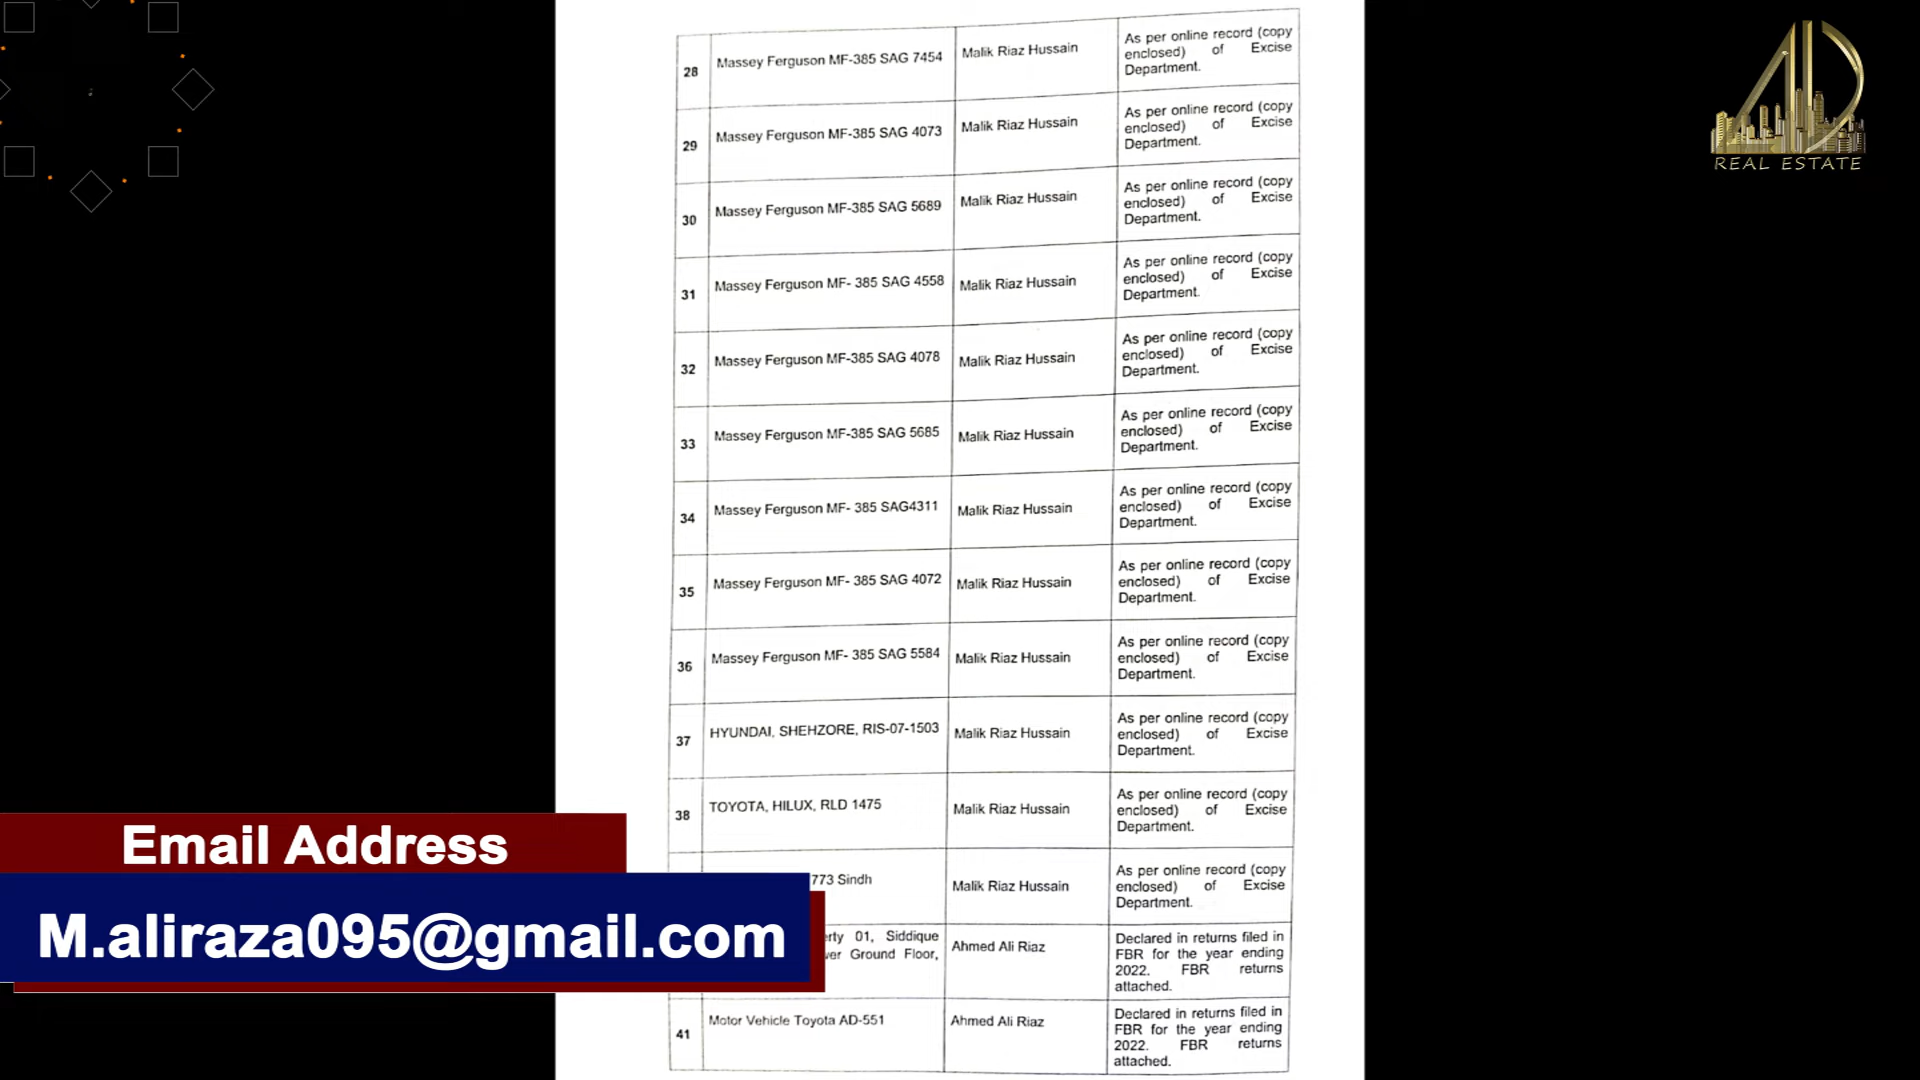 28 Massey Ferguson MF-385 SAG 7454 Malik Riaz Hussain As per online record (copy
enclosed) of Excise
Department.
29 Massey Ferguson MF-385 SAG 4073 Malik Riaz Hussain As per online record (copy
enclosed) of Excise
Department.
30 Massey Ferguson MF-385 SAG 5689 Malik Riaz Hussain As per online record (copy
enclosed) of Excise
Department.
31 Massey Ferguson MF- 385 SAG 4558 Malik Riaz Hussain As per online record (copy
enclosed) of Excise
Department.
32 Massey Ferguson MF-385 SAG 4078 Malik Riaz Hussain As per online record (copy
enclosed) of Excise
Department.
33 Massey Ferguson MF-385 SAG 5685 Malik Riaz Hussain As per online record (copy
enclosed) of Excise
Department.
34 Massey Ferguson MF- 385 SAG4311 Malik Riaz Hussain As per online record (copy
enclosed) of Excise
Department.
35 Massey Ferguson MF- 385 SAG 4072 Malik Riaz Hussain As per online record (copy
enclosed) of Excise
Department.
36 Massey Ferguson MF- 385 SAG 5584 Malik Riaz Hussain As per online record (copy
enclosed) of Excise
Department.
37 HYUNDAI, SHEHZORE, RIS-07-1503 Malik Riaz Hussain As per online record (copy
enclosed) of Excise
Department.
38 TOYOTA, HILUX, RLD 1475 Malik Riaz Hussain As per online record (copy
enclosed) of Excise
Department.
773 Sindh Malik Riaz Hussain As per online record (copy
enclosed) of Excise
Department.
01, Siddique Ahmed Ali Riaz Declared in returns filed in
Ground Floor, FBR for the year ending
2022. FBR returns
attached.
41 Motor Vehicle Toyota AD-551 Ahmed Ali Riaz Declared in returns filed in
FBR for the year ending
2022. FBR returns
attached.
AD
REAL ESTATE
Email Address
M.aliraza095@gmail.com